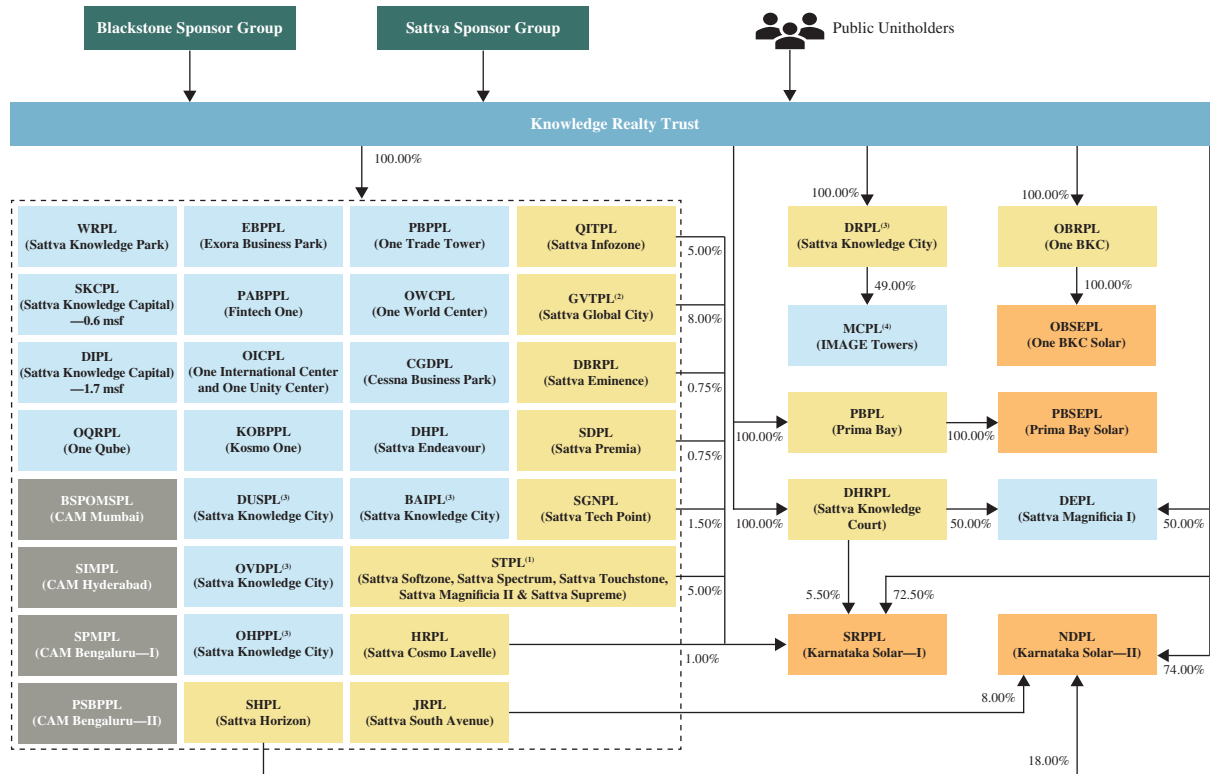 Blackstone Sponsor Group
Sattva Sponsor Group
Public Unitholders
Knowledge Realty Trust
100.00%
WRPL
(Sattva Knowledge Park)
EBPPL
(Exora Business Park)
PBPPL
(One Trade Tower)
QITPL
(Sattva Infozone)
5.00%
SKCPL
(Sattva Knowledge Capital)
—0.6 msf
PABPPL
(Fintech One)
OWCPL
(One World Center)
GVTPL(2)
(Sattva Global City)
8.00%
DIPL
(Sattva Knowledge Capital)
—1.7 msf
OICPL
(One International Center
and One Unity Center)
CGDPL
(Cessna Business Park)
DBRPL
(Sattva Eminence)
0.75%
OQRPL
(One Qube)
KOBPPL
(Kosmo One)
DHPL
(Sattva Endeavour)
SDPL
(Sattva Premia)
0.75%
BSPOMSPL
(CAM Mumbai)
DUSPL(3)
(Sattva Knowledge City)
BAIPL(3)
(Sattva Knowledge City)
SGNPL
(Sattva Tech Point)
1.50%
SIMPL
(CAM Hyderabad)
OVDPL(3)
(Sattva Knowledge City)
STPL(1)
(Sattva Softzone, Sattva Spectrum, Sattva Touchstone,
Sattva Magnificia II & Sattva Supreme)
5.00%
SPMPL
(CAM Bengaluru—I)
OHPPL(3)
(Sattva Knowledge City)
HRPL
(Sattva Cosmo Lavelle)
1.00%
PSBPPL
(CAM Bengaluru—II)
SHPL
(Sattva Horizon)
JRPL
(Sattva South Avenue)
100.00%
DRPL(3)
(Sattva Knowledge City)
49.00%
MCPL(4)
(IMAGE Towers)
100.00%
OBRPL
(One BKC)
100.00%
OBSEPL
(One BKC Solar)
100.00%
PBPL
(Prima Bay)
100.00%
PBSEPL
(Prima Bay Solar)
100.00%
DHRPL
(Sattva Knowledge
Court)
50.00%
DEPL
(Sattva Magnificia I)
50.00%
5.50%
72.50%
SRPPL
(Karnataka Solar—I)
NDPL
(Karnataka Solar—II)
74.00%
8.00%
18.00%